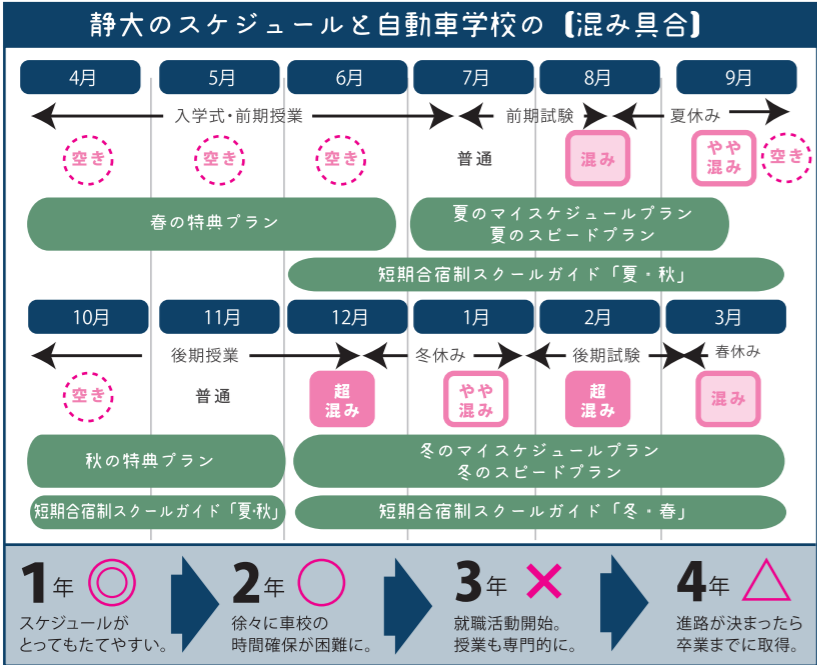 静大のスケジュールと自動車学校の【混み具合】
4月 5月 6月 7月 8月 9月
入学式・前期授業 前期試験 夏休み
空き 空き 空き 普通 混み やや混み 空き
春の特典プラン
夏のマイスケジュールプラン
夏のスピードプラン
短期合宿制スクールガイド「夏・秋」
10月 11月 12月 1月 2月 3月
後期授業 冬休み 後期試験 春休み
空き 普通 超混み やや混み 超混み 混み
秋の特典プラン
冬のマイスケジュールプラン
冬のスピードプラン
短期合宿制スクールガイド「夏・秋」
短期合宿制スクールガイド「冬・春」
1年 ◎
スケジュールが
とってもたてやすい。
2年 ○
徐々に車校の
時間確保が困難に。
3年 ×
就職活動開始。
授業も専門的に。
4年 △
進路が決まったら
卒業までに取得。